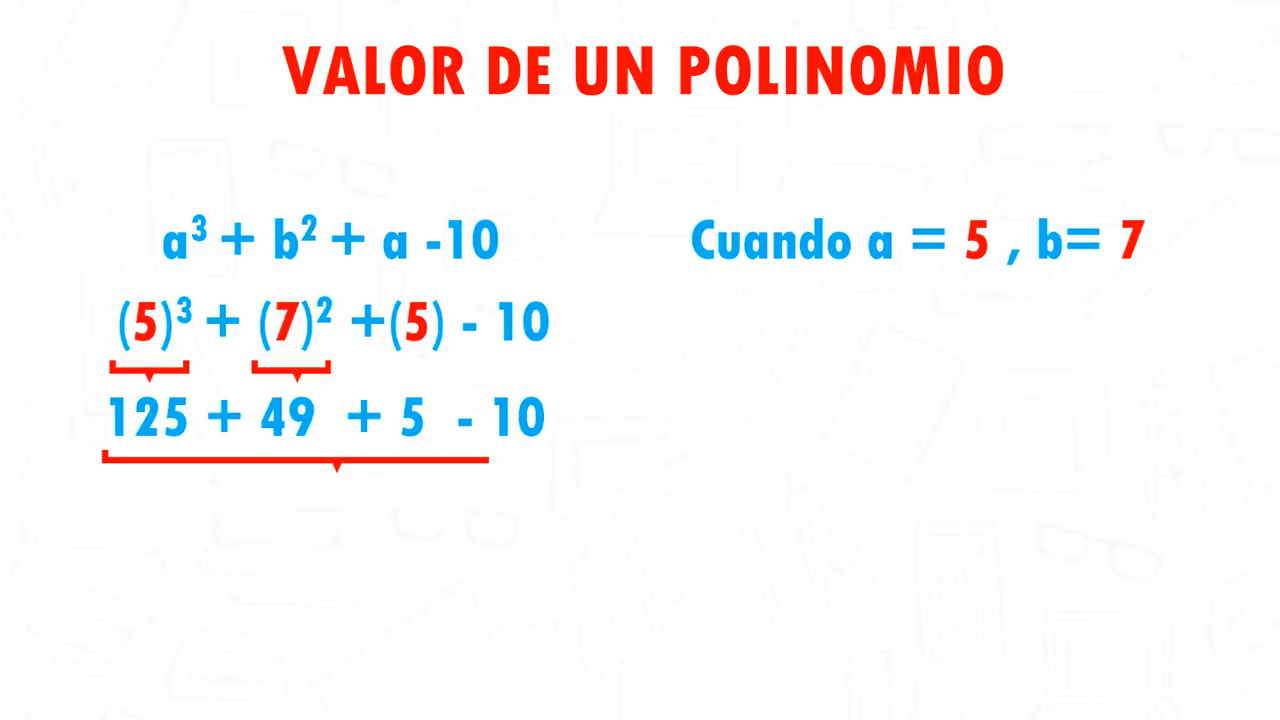 VALOR DE UN POLINOMIO
a³ + b² + a -10
Cuando a = 5 , b= 7
(5)³ + (7)² +(5) - 10
125 + 49 + 5 - 10